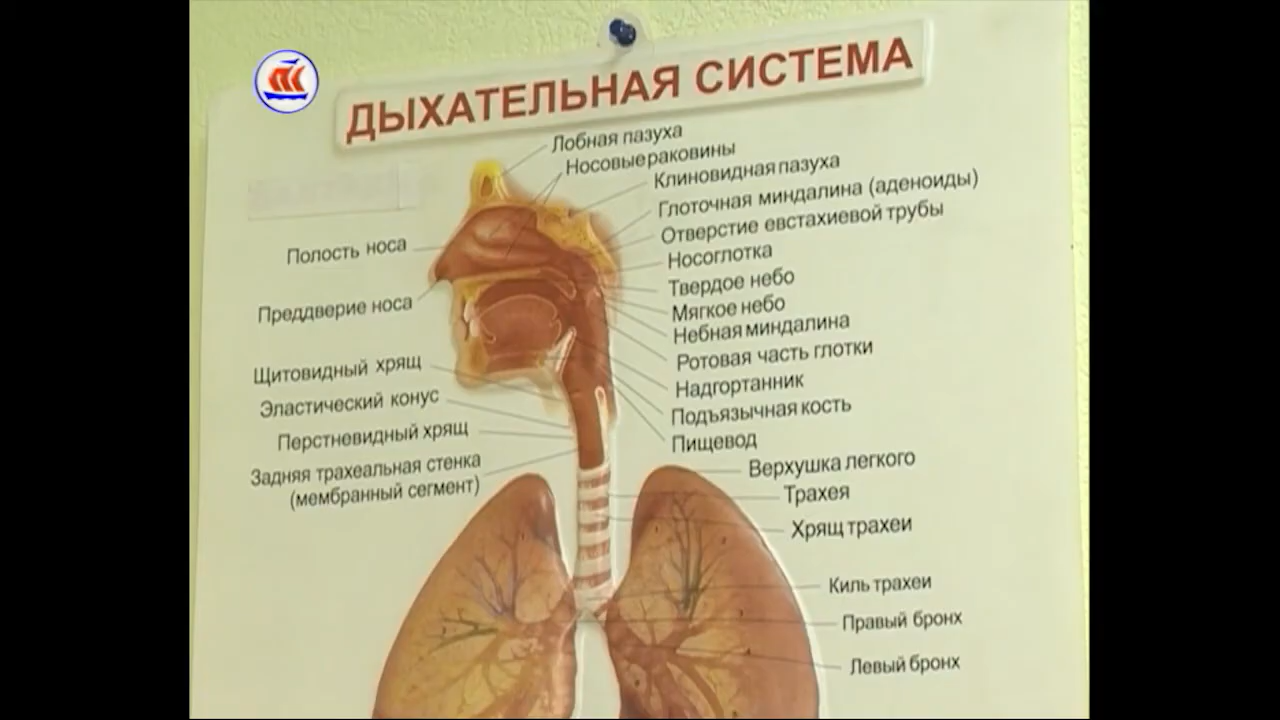 ДЫХАТЕЛЬНАЯ СИСТЕМА
Лобная пазуха
Носовые раковины
Клиновидная пазуха
Глоточная миндалина (аденоиды)
Отверстие евстахиевой трубы
Носоглотка
Твердое небо
Мягкое небо
Небная миндалина
Ротовая часть глотки
Надгортанник
Подъязычная кость
Пищевод
Верхушка легкого
Трахея
Хрящ трахеи
Киль трахеи
Правый бронх
Левый бронх
Полость носа
Преддверие носа
Щитовидный хрящ
Эластический конус
Перстневидный хрящ
Задняя трахеальная стенка
(мембранный сегмент)